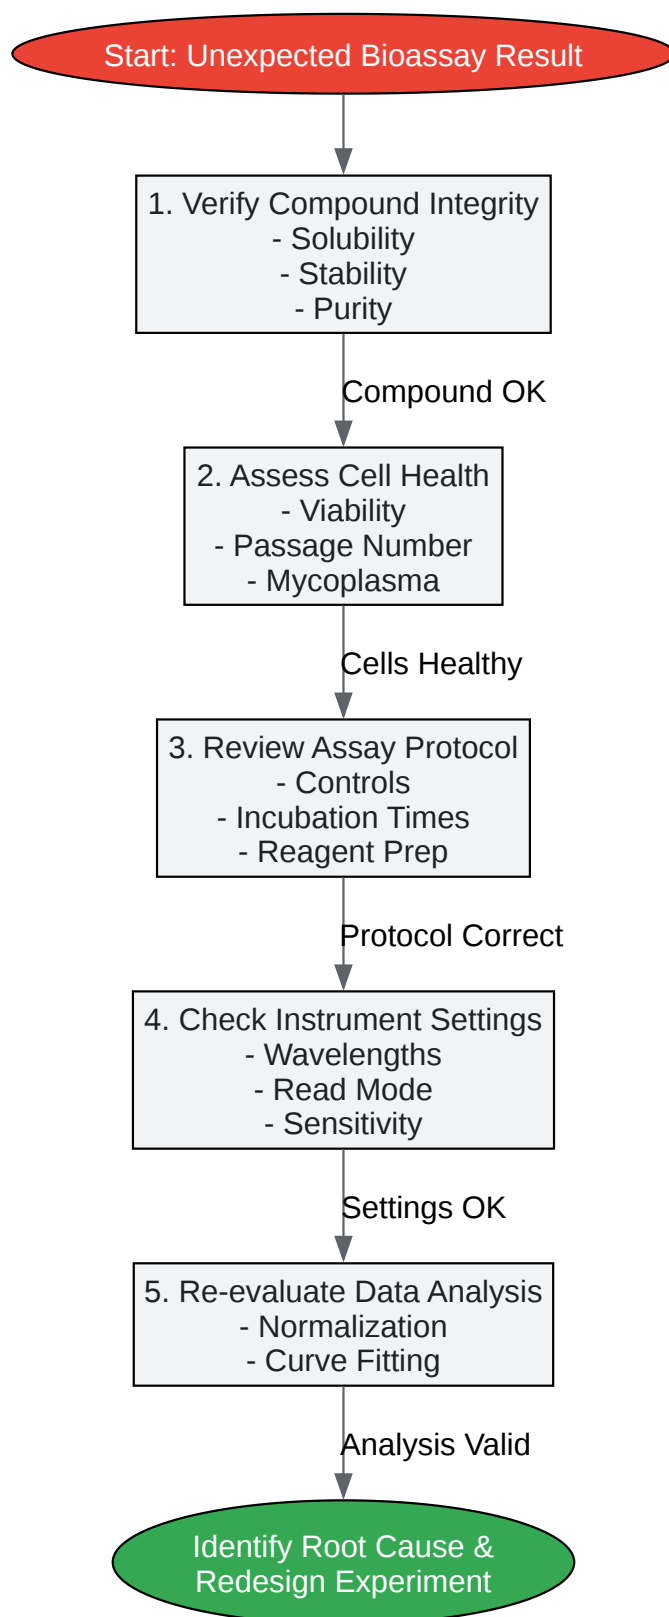 Start: Unexpected Bioassay Result
1. Verify Compound Integrity
- Solubility
- Stability
- Purity
Compound OK
2. Assess Cell Health
- Viability
- Passage Number
- Mycoplasma
Cells Healthy
3. Review Assay Protocol
- Controls
- Incubation Times
- Reagent Prep
Protocol Correct
4. Check Instrument Settings
- Wavelengths
- Read Mode
- Sensitivity
Settings OK
5. Re-evaluate Data Analysis
- Normalization
- Curve Fitting
Analysis Valid
Identify Root Cause &
Redesign Experiment